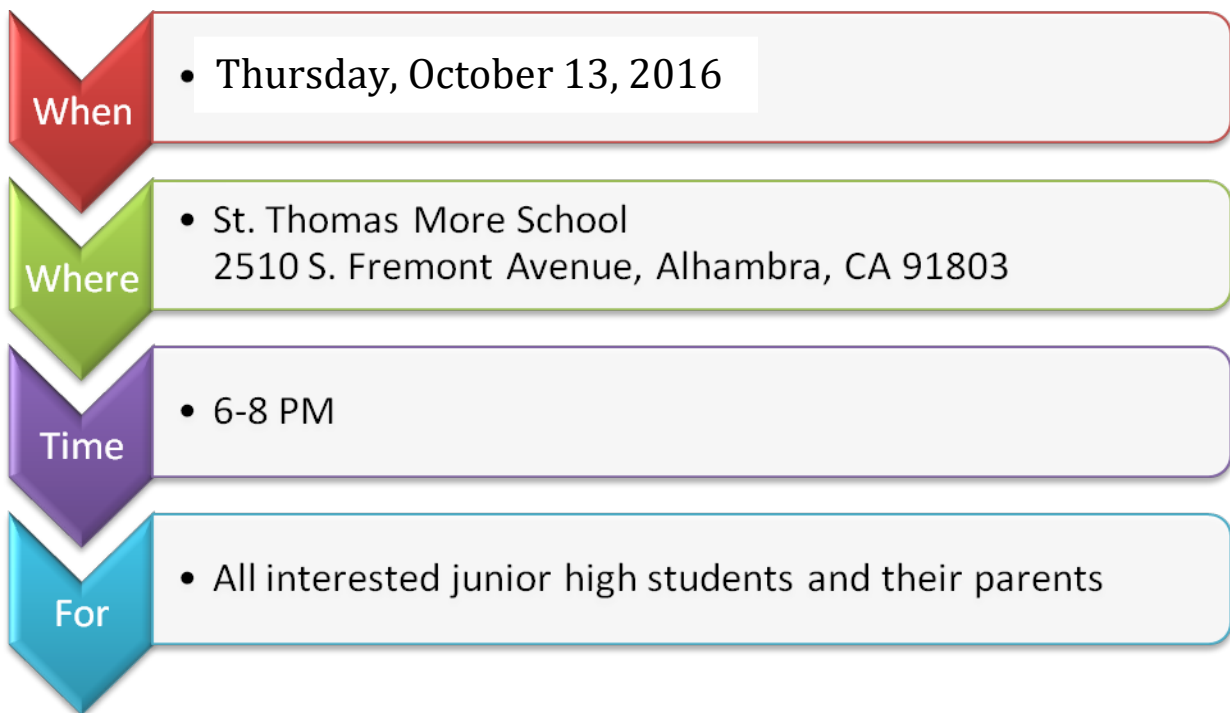 When
• Thursday, October 13, 2016
Where
• St. Thomas More School
2510 S. Fremont Avenue, Alhambra, CA 91803
Time
• 6-8 PM
For
• All interested junior high students and their parents